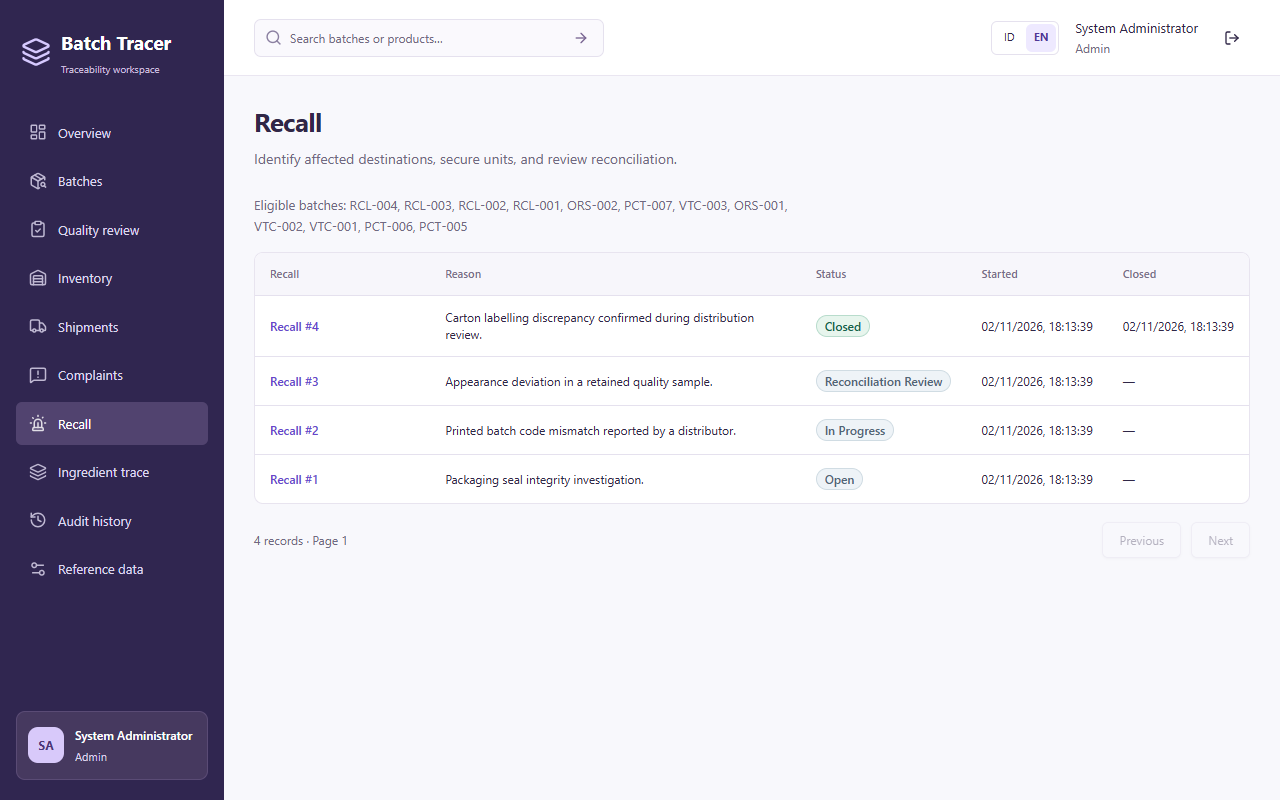 Batch Tracer
Traceability workspace
Overview
Batches
Quality review
Inventory
Shipments
Complaints
Recall
Ingredient trace
Audit history
Reference data
SA
System Administrator
Admin
Search batches or products...
ID EN
System Administrator
Admin
Recall
Identify affected destinations, secure units, and review reconciliation.
Eligible batches: RCL-004, RCL-003, RCL-002, RCL-001, ORS-002, PCT-007, VTC-003, ORS-001,
VTC-002, VTC-001, PCT-006, PCT-005
Recall Reason Status Started Closed
Recall #4 Carton labelling discrepancy confirmed during distribution
review. Closed 02/11/2026, 18:13:39 02/11/2026, 18:13:39
Recall #3 Appearance deviation in a retained quality sample. Reconciliation Review 02/11/2026, 18:13:39 —
Recall #2 Printed batch code mismatch reported by a distributor. In Progress 02/11/2026, 18:13:39 —
Recall #1 Packaging seal integrity investigation. Open 02/11/2026, 18:13:39 —
4 records · Page 1
Previous Next